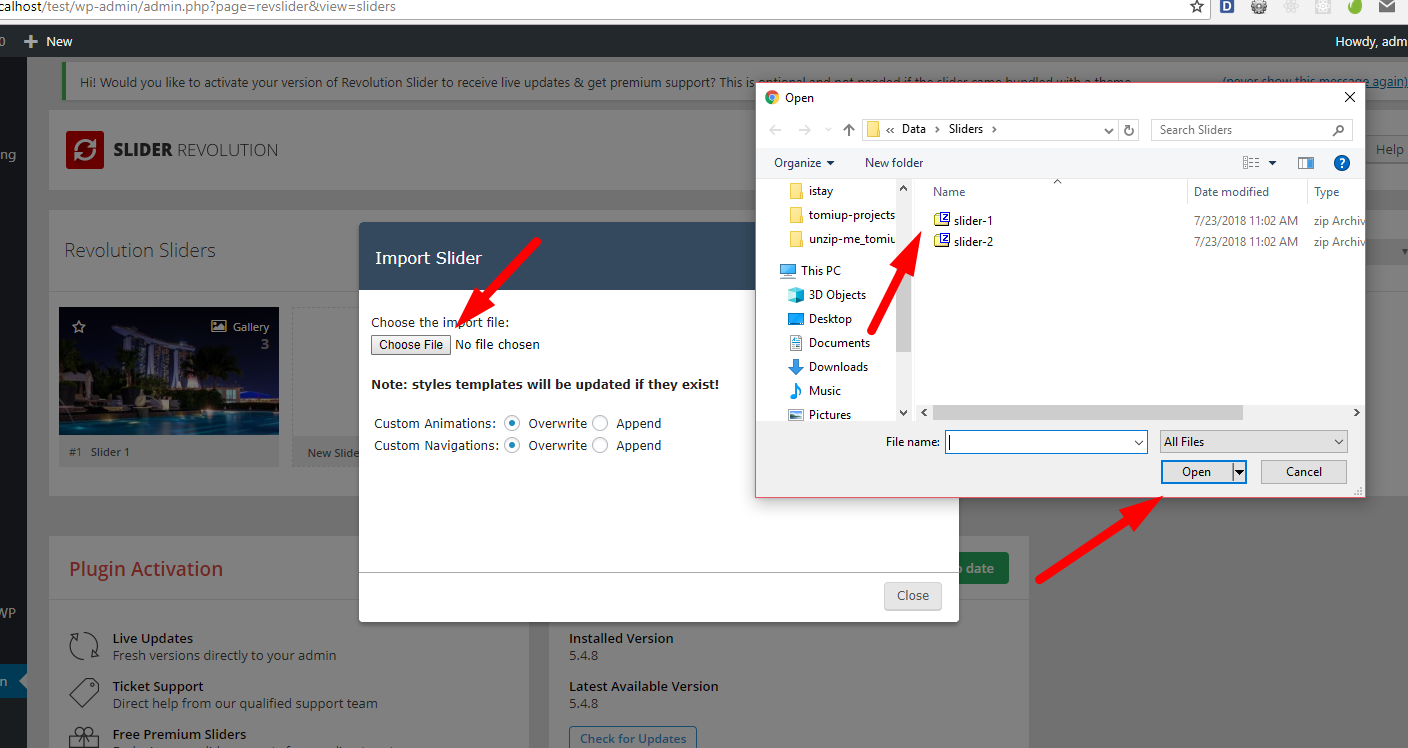 calhost/test/wp-admin/admin.php?page=revslider&view=sliders
0 New
Howdy, adm
Hi! Would you like to activate your version of Revolution Slider to receive live updates & get premium support? This is optional and not needed if the slider came bundled with a theme.
(never show this message again)
SLIDER REVOLUTION
Help
ng
Revolution Sliders
Gallery
3
#1 Slider 1
New Slide
Import Slider
Choose the import file:
Choose File No file chosen
Note: styles templates will be updated if they exist!
Custom Animations: Overwrite Append
Custom Navigations: Overwrite Append
Close
Open
« Data Sliders
Search Sliders
Organize New folder
istay
tomiup-projects
unzip-me_tomiu
This PC
3D Objects
Desktop
Documents
Downloads
Music
Pictures
Name Date modified Type
slider-1 7/23/2018 11:02 AM zip Archiv
slider-2 7/23/2018 11:02 AM zip Archiv
File name: All Files
Open Cancel
Plugin Activation
date
WP
n
Live Updates
Fresh versions directly to your admin
Ticket Support
Direct help from our qualified support team
Free Premium Sliders
Installed Version
5.4.8
Latest Available Version
5.4.8
Check for Updates